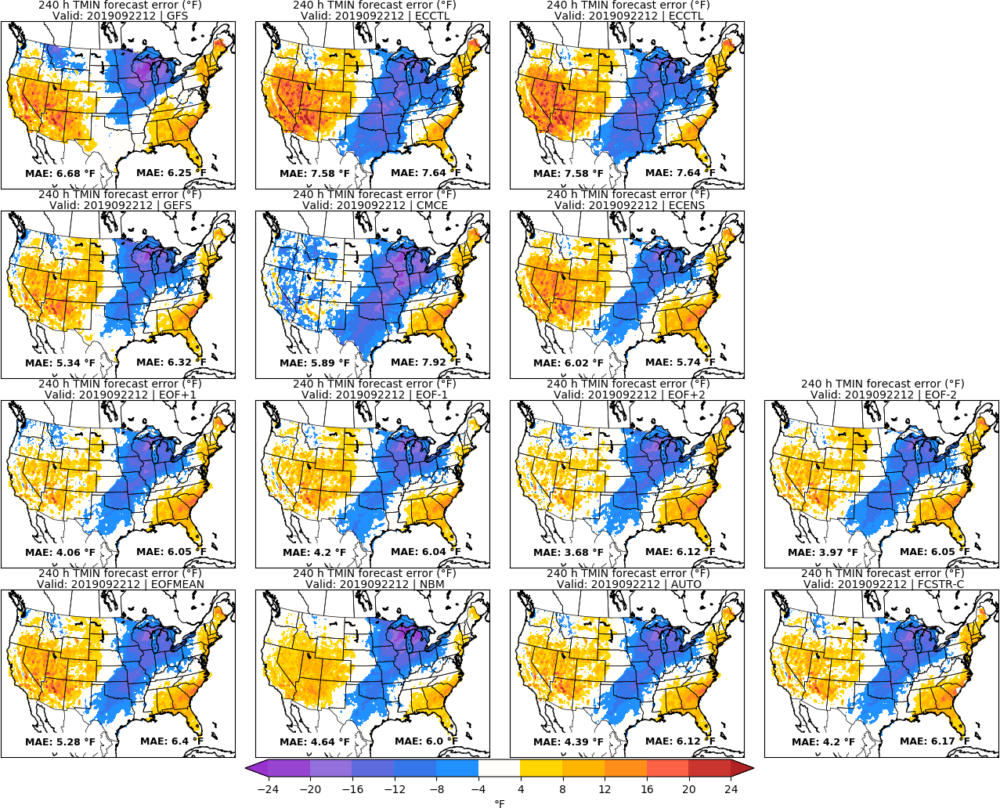 240 h TMIN forecast error (°F)
Valid: 2019092212 | GFS
MAE: 6.68 °F
MAE: 6.25 °F
240 h TMIN forecast error (°F)
Valid: 2019092212 | ECCTL
MAE: 7.58 °F
MAE: 7.64 °F
240 h TMIN forecast error (°F)
Valid: 2019092212 | ECCTL
MAE: 7.58 °F
MAE: 7.64 °F
240 h TMIN forecast error (°F)
Valid: 2019092212 | GEFS
MAE: 5.34 °F
MAE: 6.32 °F
240 h TMIN forecast error (°F)
Valid: 2019092212 | CMCE
MAE: 5.89 °F
MAE: 7.92 °F
240 h TMIN forecast error (°F)
Valid: 2019092212 | ECENS
MAE: 6.02 °F
MAE: 5.74 °F
240 h TMIN forecast error (°F)
Valid: 2019092212 | EOF+1
MAE: 4.06 °F
MAE: 6.05 °F
240 h TMIN forecast error (°F)
Valid: 2019092212 | EOF-1
MAE: 4.2 °F
MAE: 6.04 °F
240 h TMIN forecast error (°F)
Valid: 2019092212 | EOF+2
MAE: 3.68 °F
MAE: 6.12 °F
240 h TMIN forecast error (°F)
Valid: 2019092212 | EOF-2
MAE: 3.97 °F
MAE: 6.05 °F
240 h TMIN forecast error (°F)
Valid: 2019092212 | EOFMEAN
MAE: 5.28 °F
MAE: 6.4 °F
240 h TMIN forecast error (°F)
Valid: 2019092212 | NBM
MAE: 4.64 °F
MAE: 6.0 °F
240 h TMIN forecast error (°F)
Valid: 2019092212 | AUTO
MAE: 4.39 °F
MAE: 6.12 °F
240 h TMIN forecast error (°F)
Valid: 2019092212 | FCSTR-C
MAE: 4.2 °F
MAE: 6.17 °F
−24 −20 −16 −12 −8 −4 4 8 12 16 20 24
°F